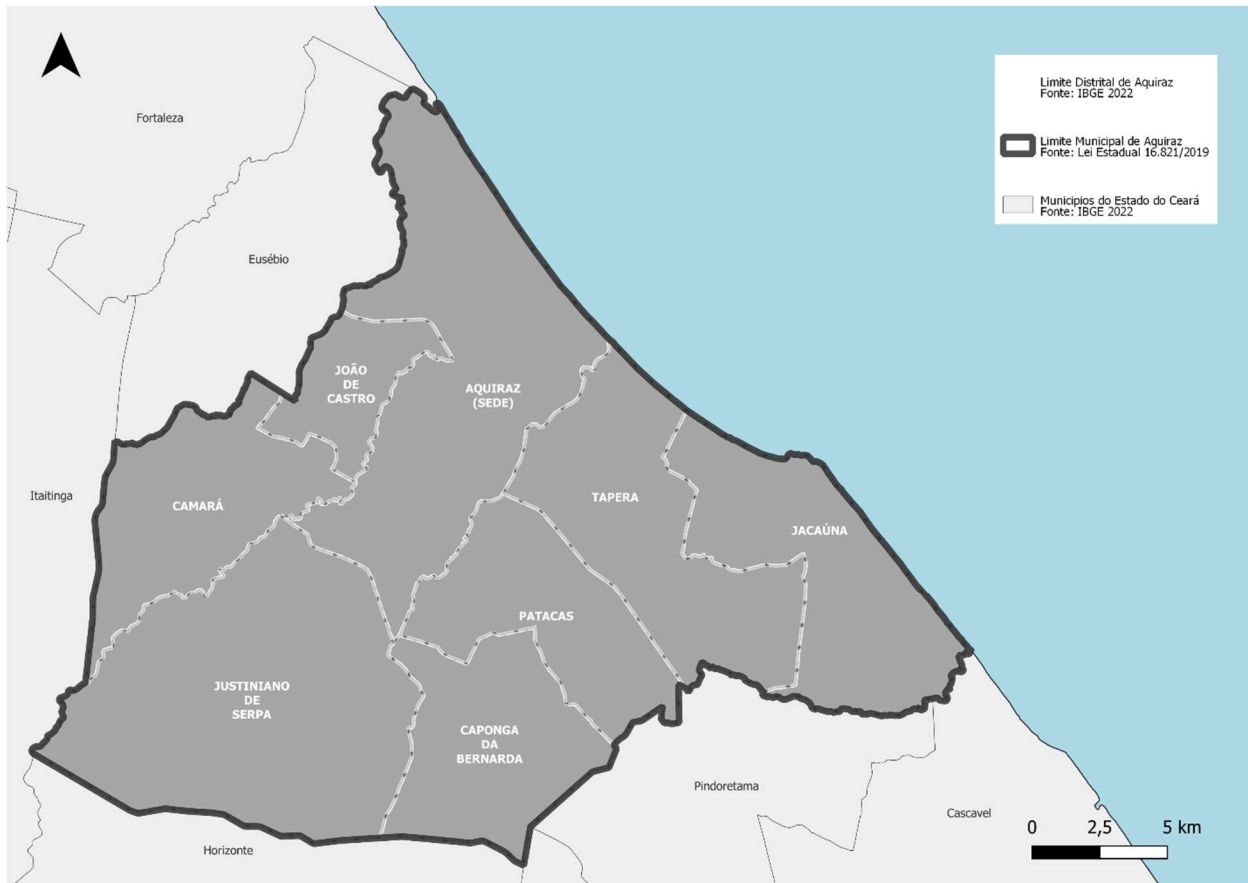 Limite Distrital de Aquiraz
Fonte: IBGE 2022
Limite Municipal de Aquiraz
Fonte: Lei Estadual 16.821/2019
Municipios do Estado do Ceará
Fonte: IBGE 2022
Fortaleza
Eusébio
JOÃO
DE
CASTRO
AQUIRAZ
(SEDE)
Itaitinga
CAMARÁ
TAPERA
JACAÚNA
PATACAS
JUSTINIANO
DE
SERPA
CAPONGA
DA
BERNARDA
Pindoretama
Cascavel
Horizonte
0 2,5 5 km